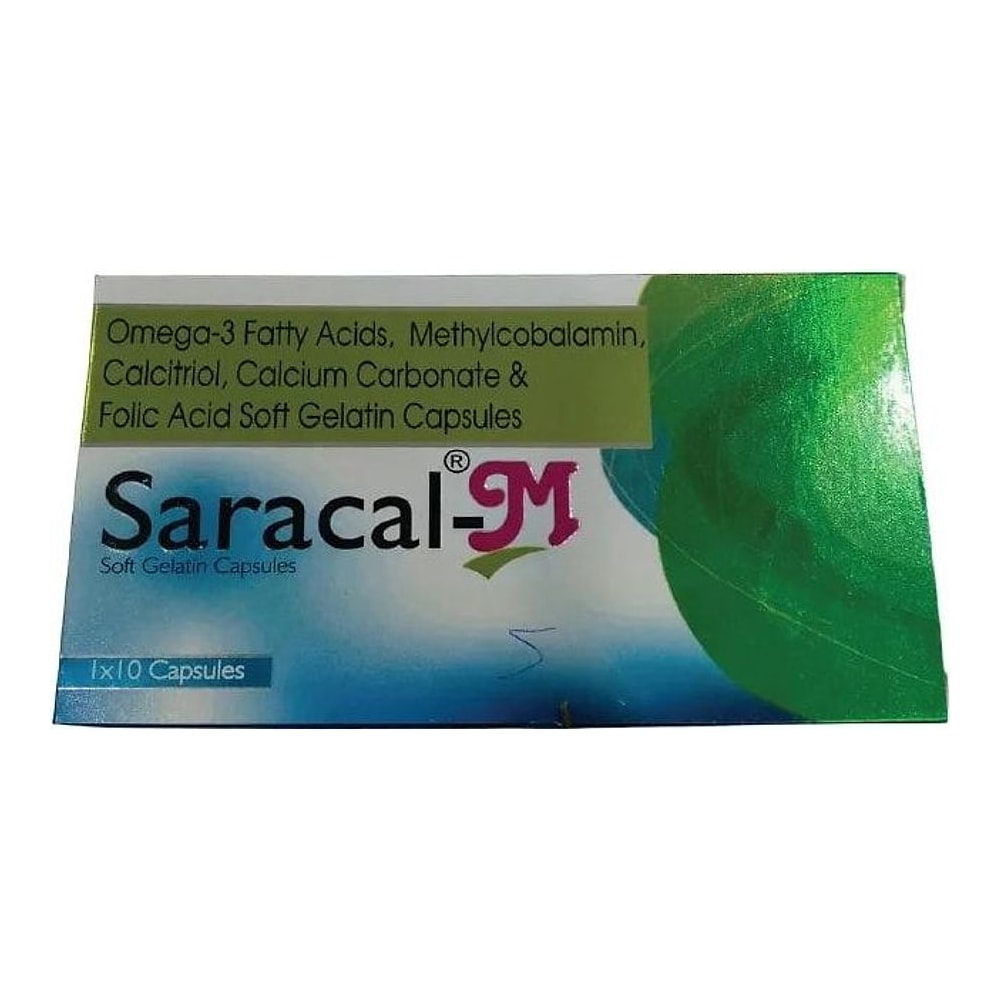 Omega-3 Fatty Acids, Methylcobalamin,
Calcitriol, Calcium Carbonate &
Folic Acid Soft Gelatin Capsules
Saracal-M®
Soft Gelatin Capsules
5
1x10 Capsules